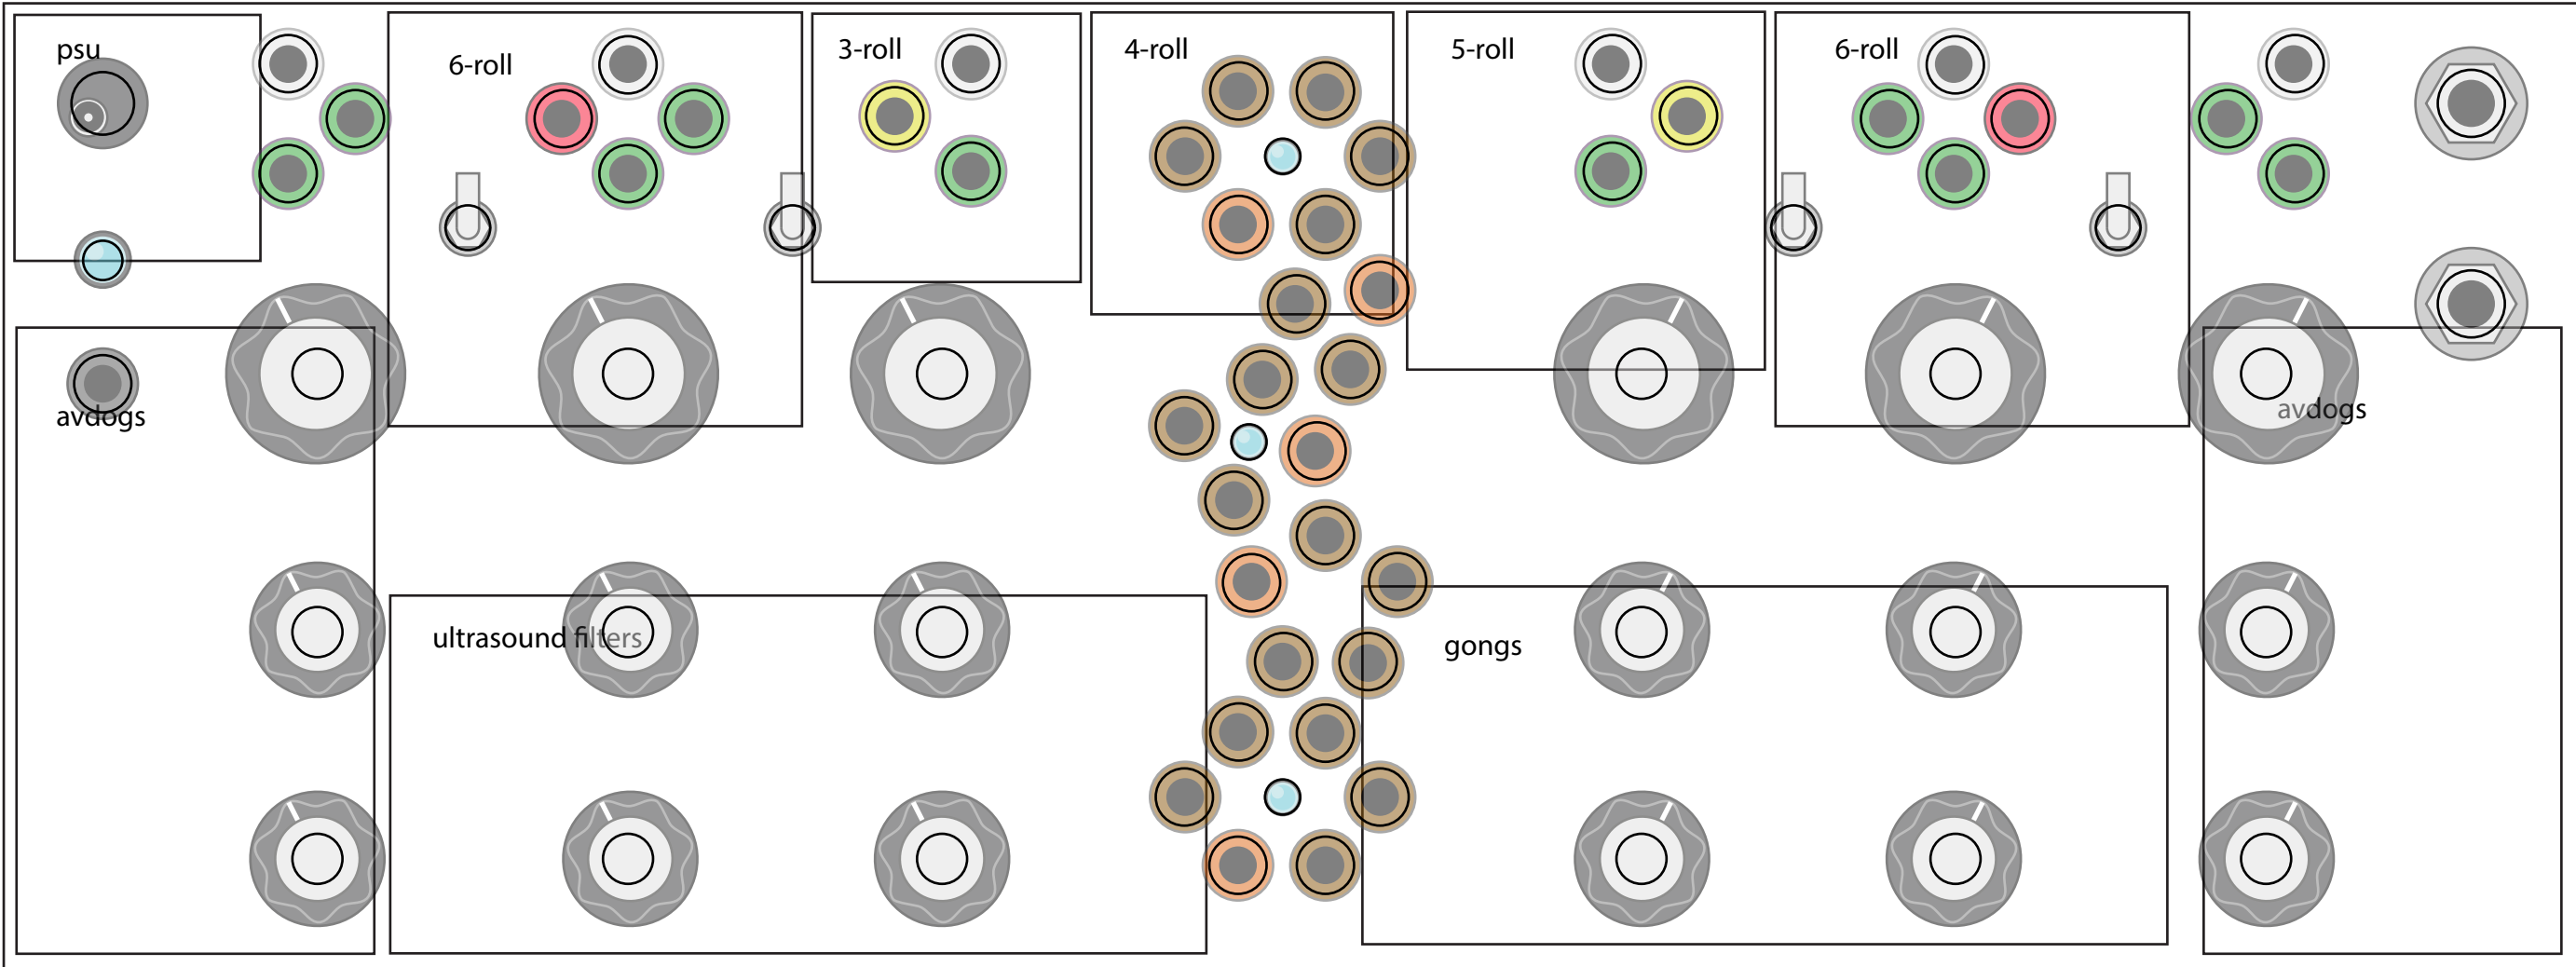 psu
6-roll
3-roll
4-roll
5-roll
6-roll
avdogs
avdogs
ultrasound filters
gongs